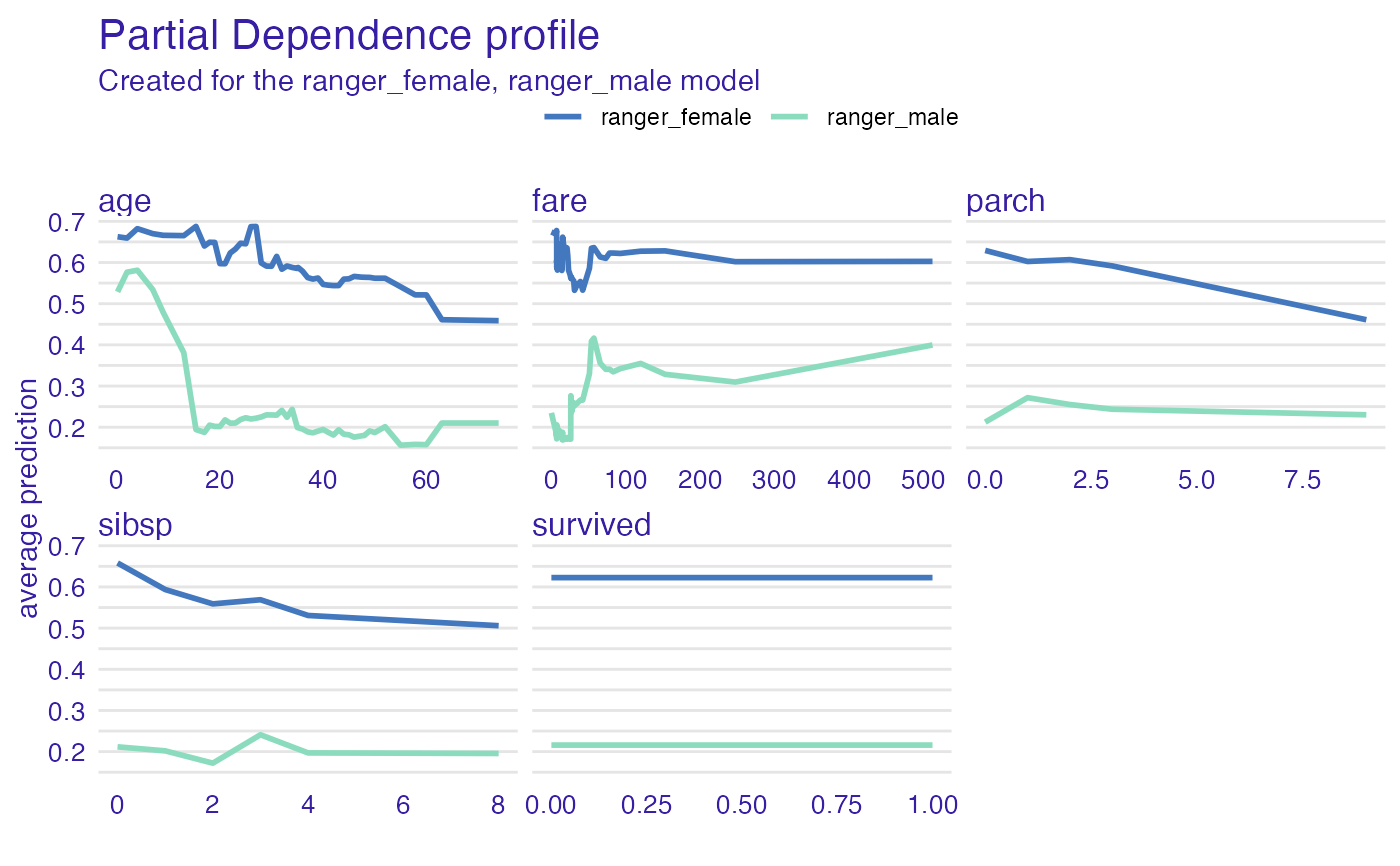 Partial Dependence profile
Created for the ranger_female, ranger_male model
ranger_female ranger_male
age fare parch
0.7
0.6
0.5
0.4
0.3
0.2
0 20 40 60 0 100 200 300 400 500 0.0 2.5 5.0 7.5
average prediction
sibsp survived
0.7
0.6
0.5
0.4
0.3
0.2
0 2 4 6 8 0.00 0.25 0.50 0.75 1.00